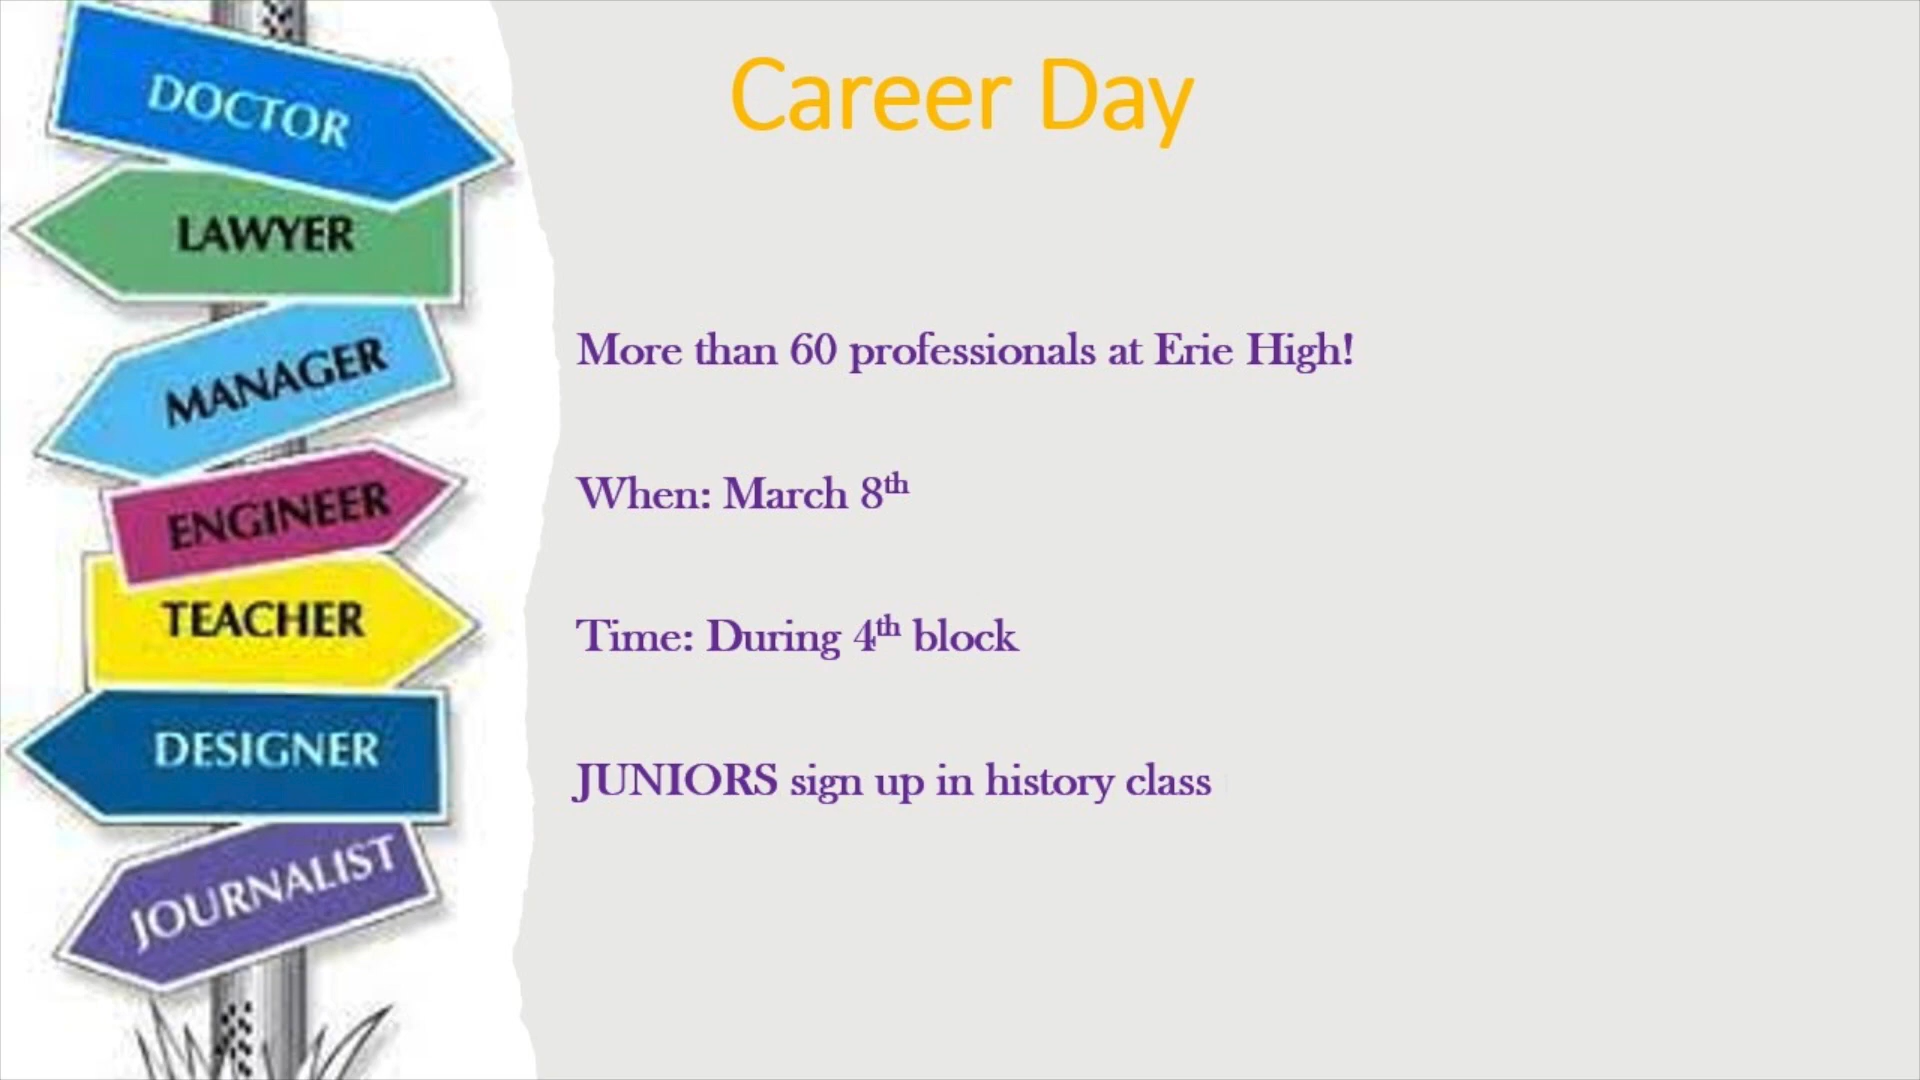 Career Day
DOCTOR
LAWYER
MANAGER
ENGINEER
TEACHER
DESIGNER
JOURNALIST
More than 60 professionals at Erie High!
When: March 8th
Time: During 4th block
JUNIORS sign up in history class